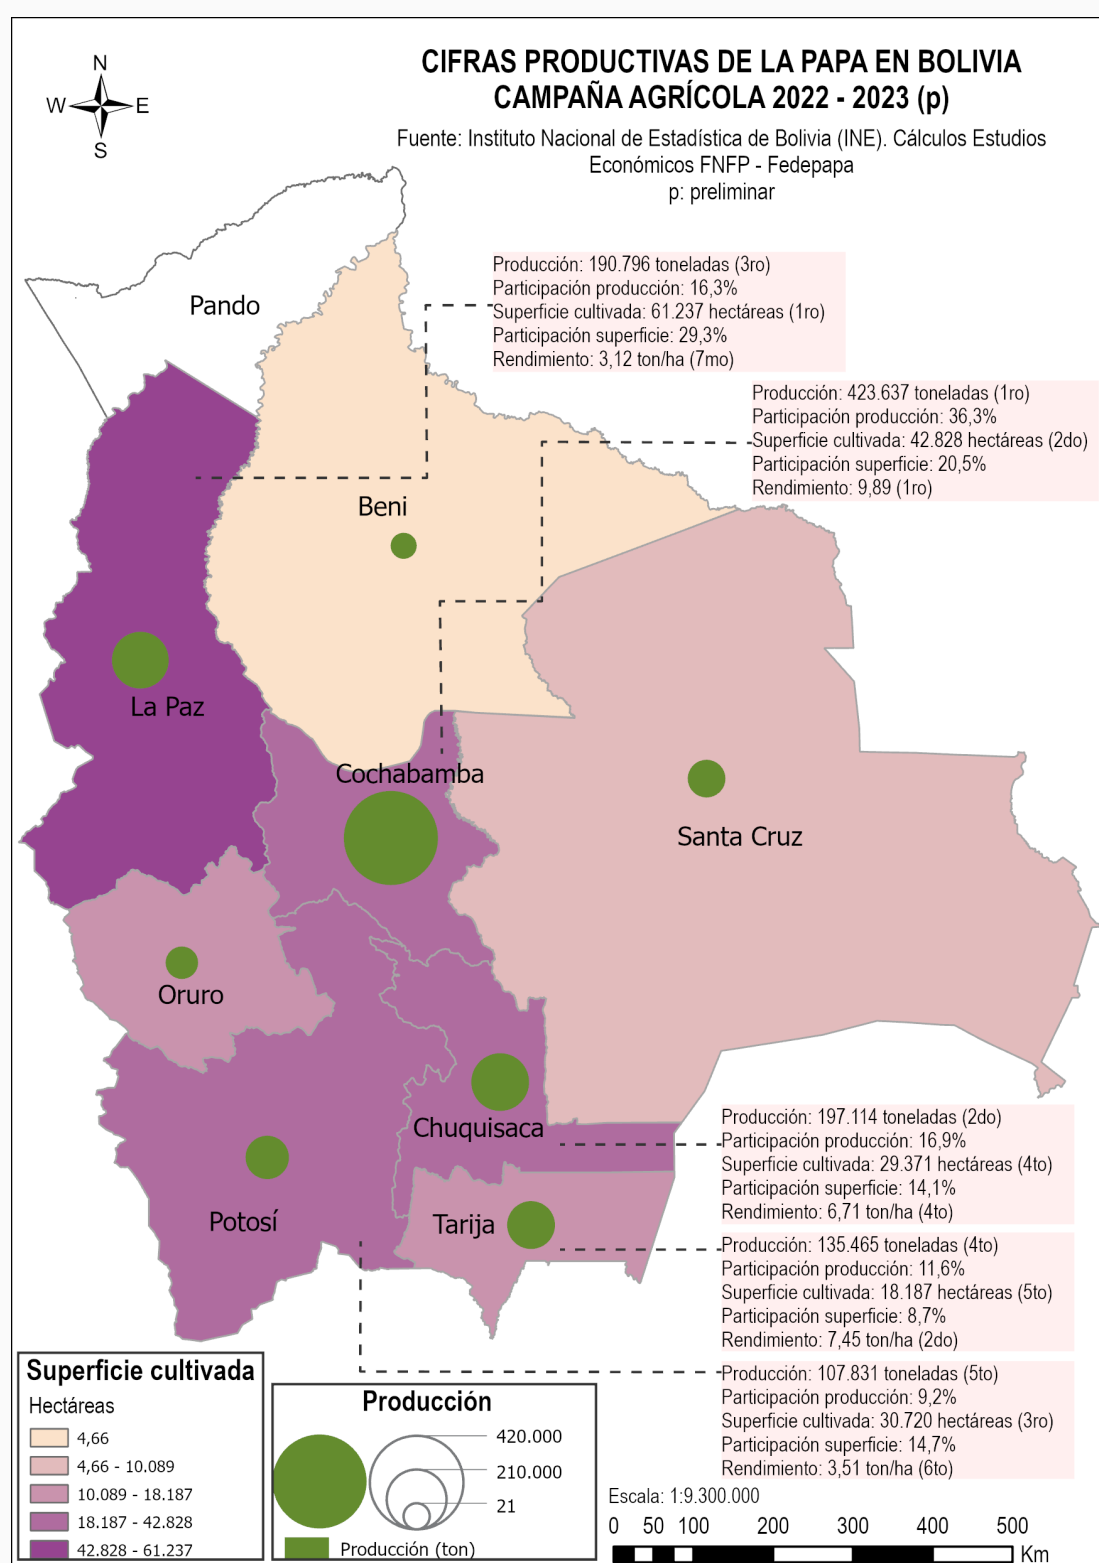 CIFRAS PRODUCTIVAS DE LA PAPA EN BOLIVIA
CAMPAÑA AGRÍCOLA 2022 - 2023 (p)
Fuente: Instituto Nacional de Estadística de Bolivia (INE). Cálculos Estudios
Económicos FNFP - Fedepapa
p: preliminar
N
W
E
S
Producción: 190.796 toneladas (3ro)
Participación producción: 16,3%
Superficie cultivada: 61.237 hectáreas (1ro)
Participación superficie: 29,3%
Rendimiento: 3,12 ton/ha (7mo)
Pando
Producción: 423.637 toneladas (1ro)
Participación producción: 36,3%
Superficie cultivada: 42.828 hectáreas (2do)
Participación superficie: 20,5%
Rendimiento: 9,89 (1ro)
Beni
La Paz
Cochabamba
Santa Cruz
Oruro
Chuquisaca
Potosí
Tarija
Producción: 197.114 toneladas (2do)
Participación producción: 16,9%
Superficie cultivada: 29.371 hectáreas (4to)
Participación superficie: 14,1%
Rendimiento: 6,71 ton/ha (4to)
Producción: 135.465 toneladas (4to)
Participación producción: 11,6%
Superficie cultivada: 18.187 hectáreas (5to)
Participación superficie: 8,7%
Rendimiento: 7,45 ton/ha (2do)
Producción: 107.831 toneladas (5to)
Participación producción: 9,2%
Superficie cultivada: 30.720 hectáreas (3ro)
Participación superficie: 14,7%
Rendimiento: 3,51 ton/ha (6to)
Superficie cultivada
Hectáreas
4,66
4,66 - 10.089
10.089 - 18.187
18.187 - 42.828
42.828 - 61.237
Producción
420.000
210.000
21
Producción (ton)
Escala: 1:9.300.000
0 50 100 200 300 400 500
Km